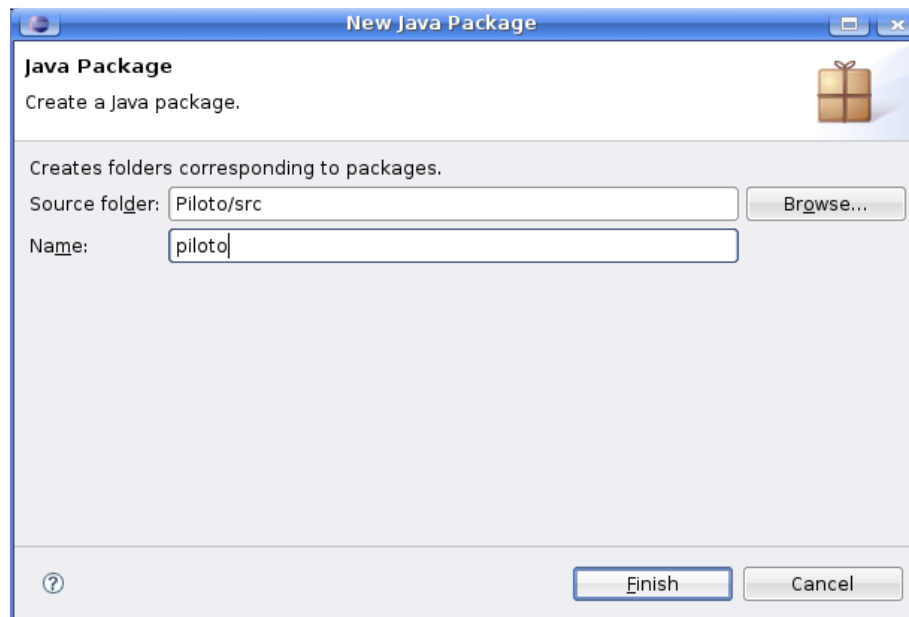 New Java Package
Java Package
Create a Java package.
Creates folders corresponding to packages.
Source folder: Piloto/src Browse...
Name: piloto
? Finish Cancel